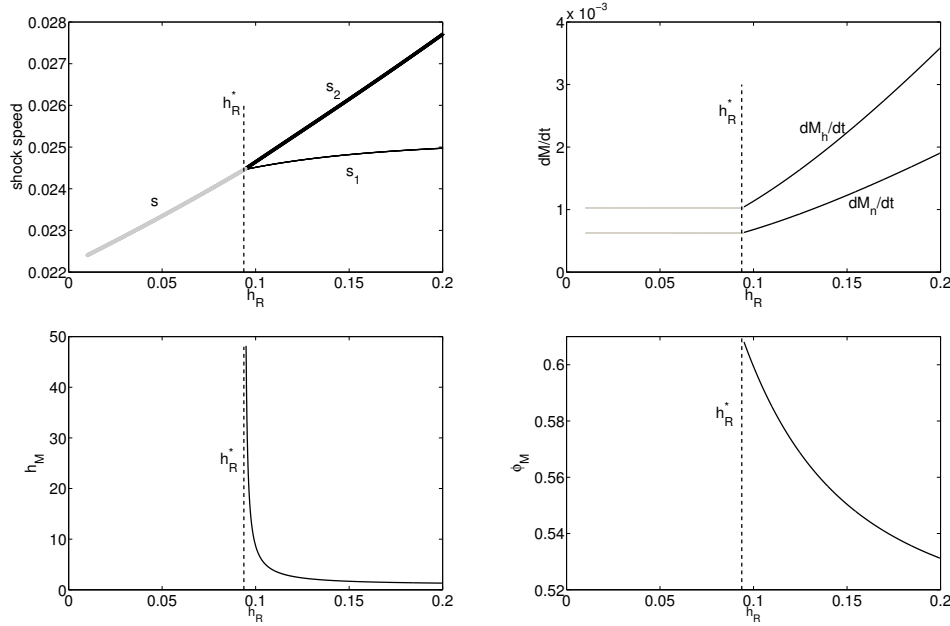 0.028
0.027
0.026
0.025
0.024
0.023
0.022
shock speed
s
s_2
s_1
h_R^*
0 0.05 0.1 0.15 0.2
h_R
4 x 10^{-3}
3
2
1
0
dM/dt
h_R^*
dM_h/dt
dM_n/dt
0 0.05 0.1 0.15 0.2
h_R
50
40
30
20
10
0
h_M
h_R^*
0 0.05 0.1 0.15 0.2
h_R
0.6
0.58
0.56
0.54
0.52
ϕ_M
h_R^*
0 0.05 0.1 0.15 0.2
h_R